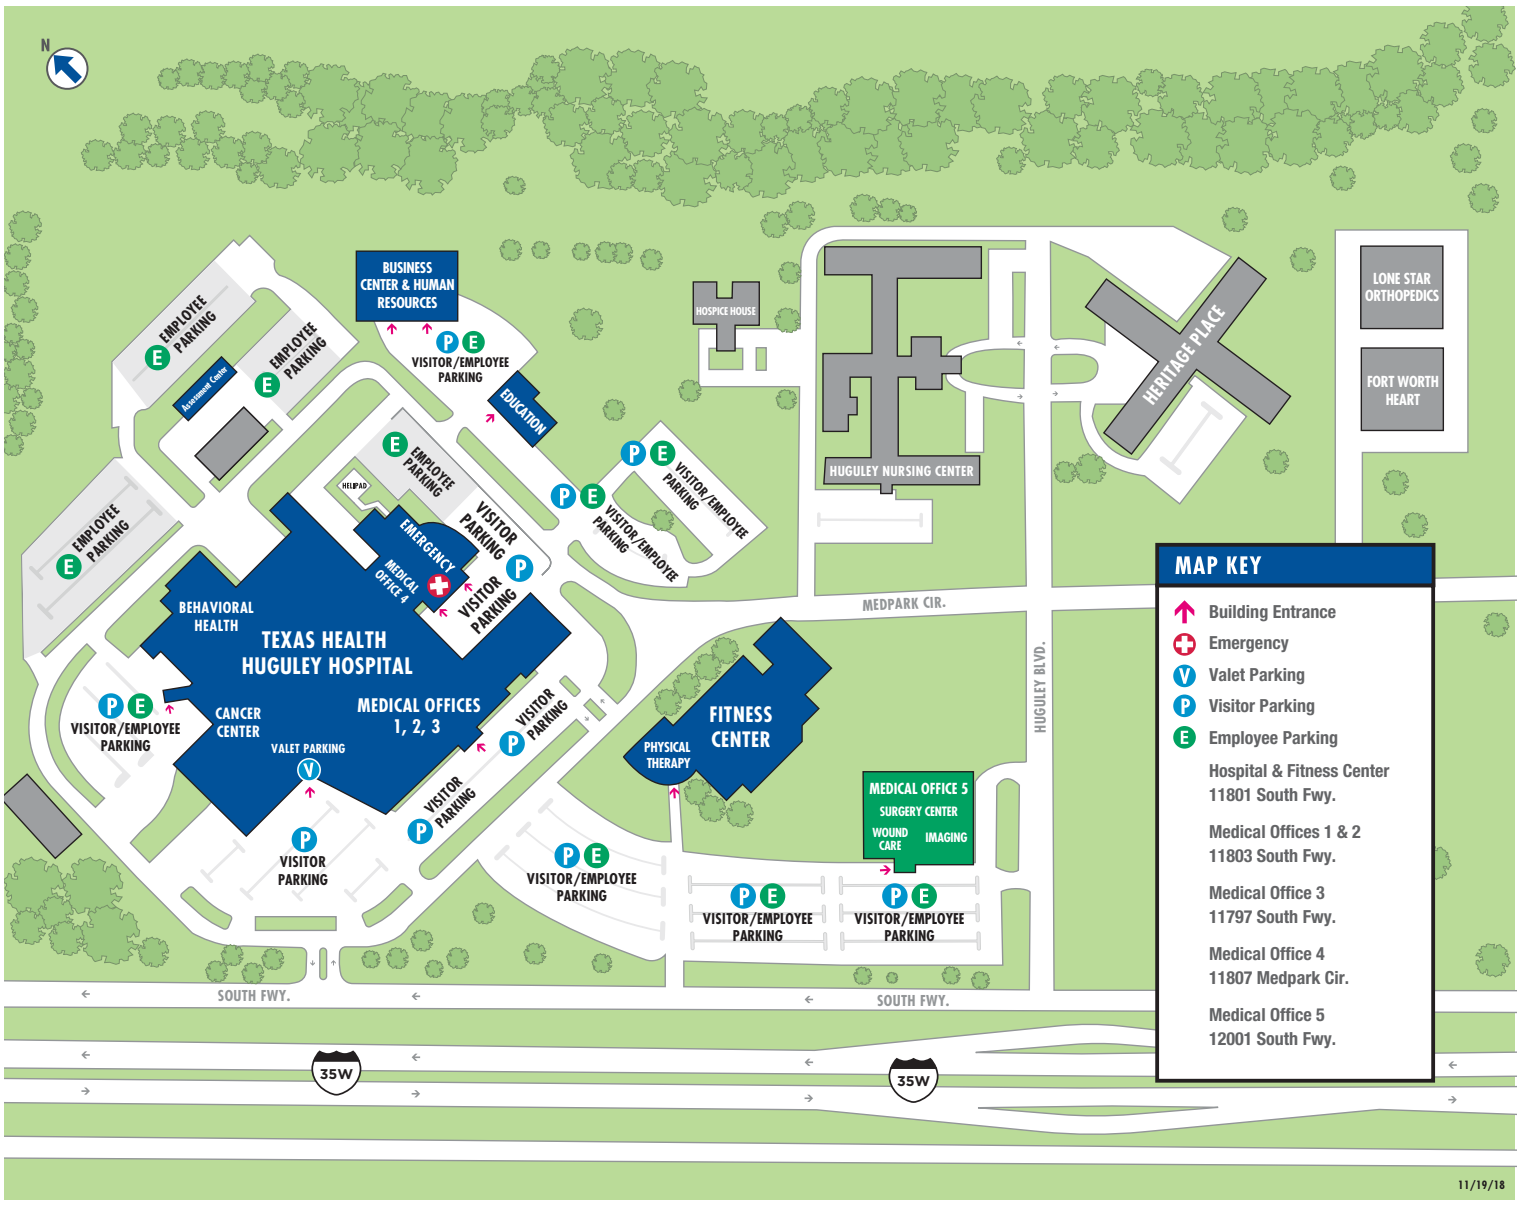 N
BUSINESS
CENTER & HUMAN
RESOURCES
P E
VISITOR/EMPLOYEE
PARKING
EMPLOYEE
PARKING
E
EMPLOYEE
PARKING
E
Assessment Center
EDUCATION
E
EMPLOYEE
PARKING
HELIPAD
EMPLOYEE
PARKING
E
VISITOR
PARKING
P
VISITOR
PARKING
EMERGENCY
MEDICAL
OFFICE 4
P E
VISITOR/EMPLOYEE
PARKING
P E
VISITOR/EMPLOYEE
PARKING
HOSPICE HOUSE
HUGULEY NURSING CENTER
HERITAGE PLACE
LONE STAR
ORTHOPEDICS
FORT WORTH
HEART
MEDPARK CIR.
HUGULEY BLVD.
BEHAVIORAL
HEALTH
TEXAS HEALTH
HUGULEY HOSPITAL
MEDICAL OFFICES
1, 2, 3
CANCER
CENTER
VALET PARKING
V
P E
VISITOR/EMPLOYEE
PARKING
P
VISITOR
PARKING
P
VISITOR
PARKING
P
VISITOR
PARKING
FITNESS
CENTER
PHYSICAL
THERAPY
MEDICAL OFFICE 5
SURGERY CENTER
WOUND
CARE
IMAGING
P E
VISITOR/EMPLOYEE
PARKING
P E
VISITOR/EMPLOYEE
PARKING
P E
VISITOR/EMPLOYEE
PARKING
SOUTH FWY.
SOUTH FWY.
35W
35W
MAP KEY
Building Entrance
Emergency
V Valet Parking
P Visitor Parking
E Employee Parking
Hospital & Fitness Center
11801 South Fwy.
Medical Offices 1 & 2
11803 South Fwy.
Medical Office 3
11797 South Fwy.
Medical Office 4
11807 Medpark Cir.
Medical Office 5
12001 South Fwy.
11/19/18